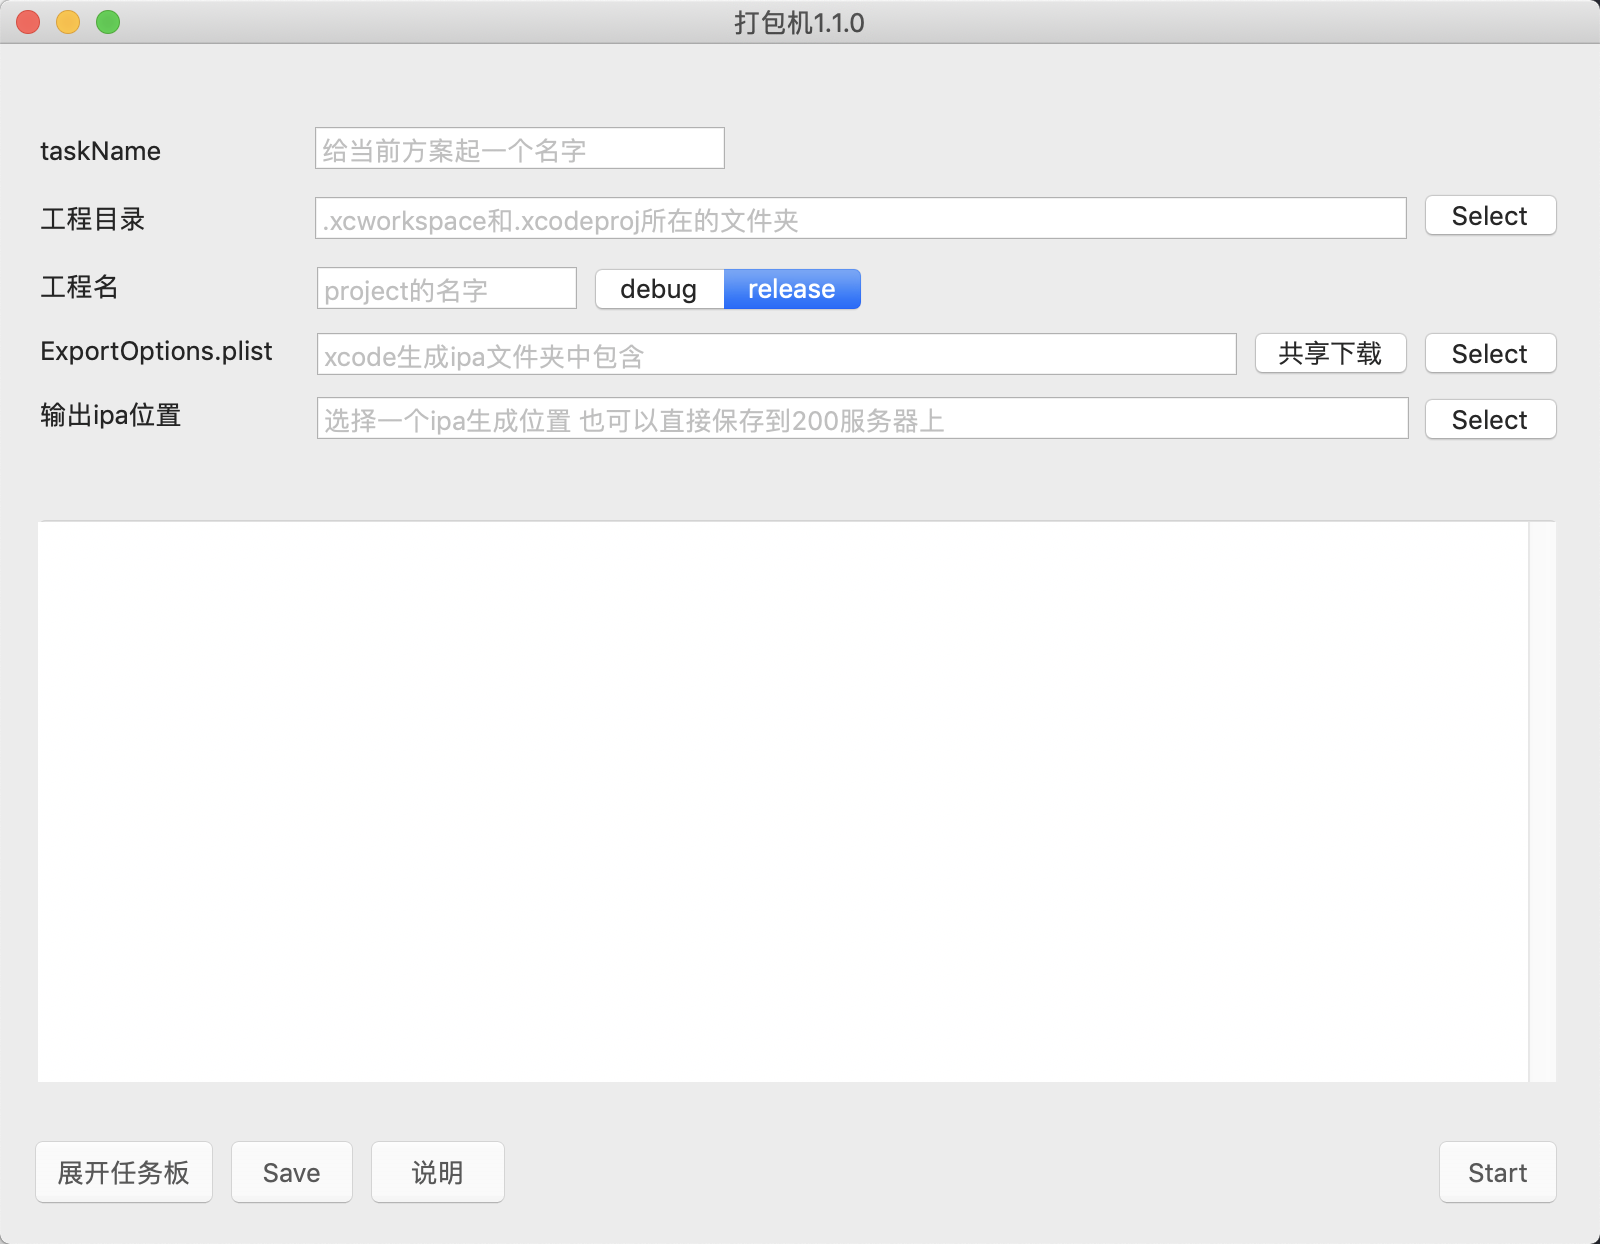 打包机1.1.0
taskName 给当前方案起一个名字
工程目录 .xcworkspace和.xcodeproj所在的文件夹 Select
工程名 project的名字 debug release
ExportOptions.plist xcode生成ipa文件夹中包含 共享下载 Select
输出ipa位置 选择一个ipa生成位置 也可以直接保存到200服务器上 Select
展开任务板 Save 说明 Start